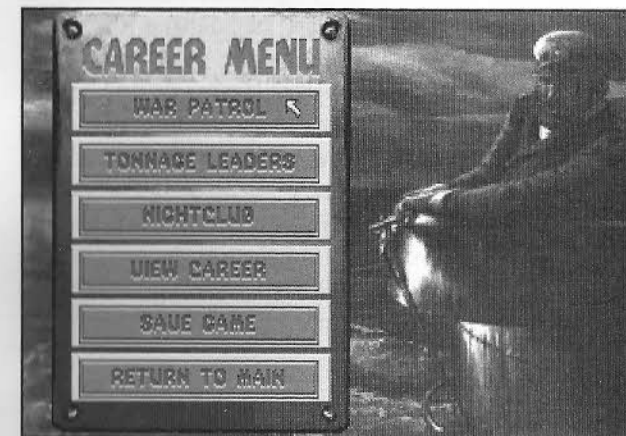 CAREER MENU
WAR PATROL
TONNAGE LEADERS
NIGHTCLUB
VIEW CAREER
SAVE GAME
RETURN TO MAIN